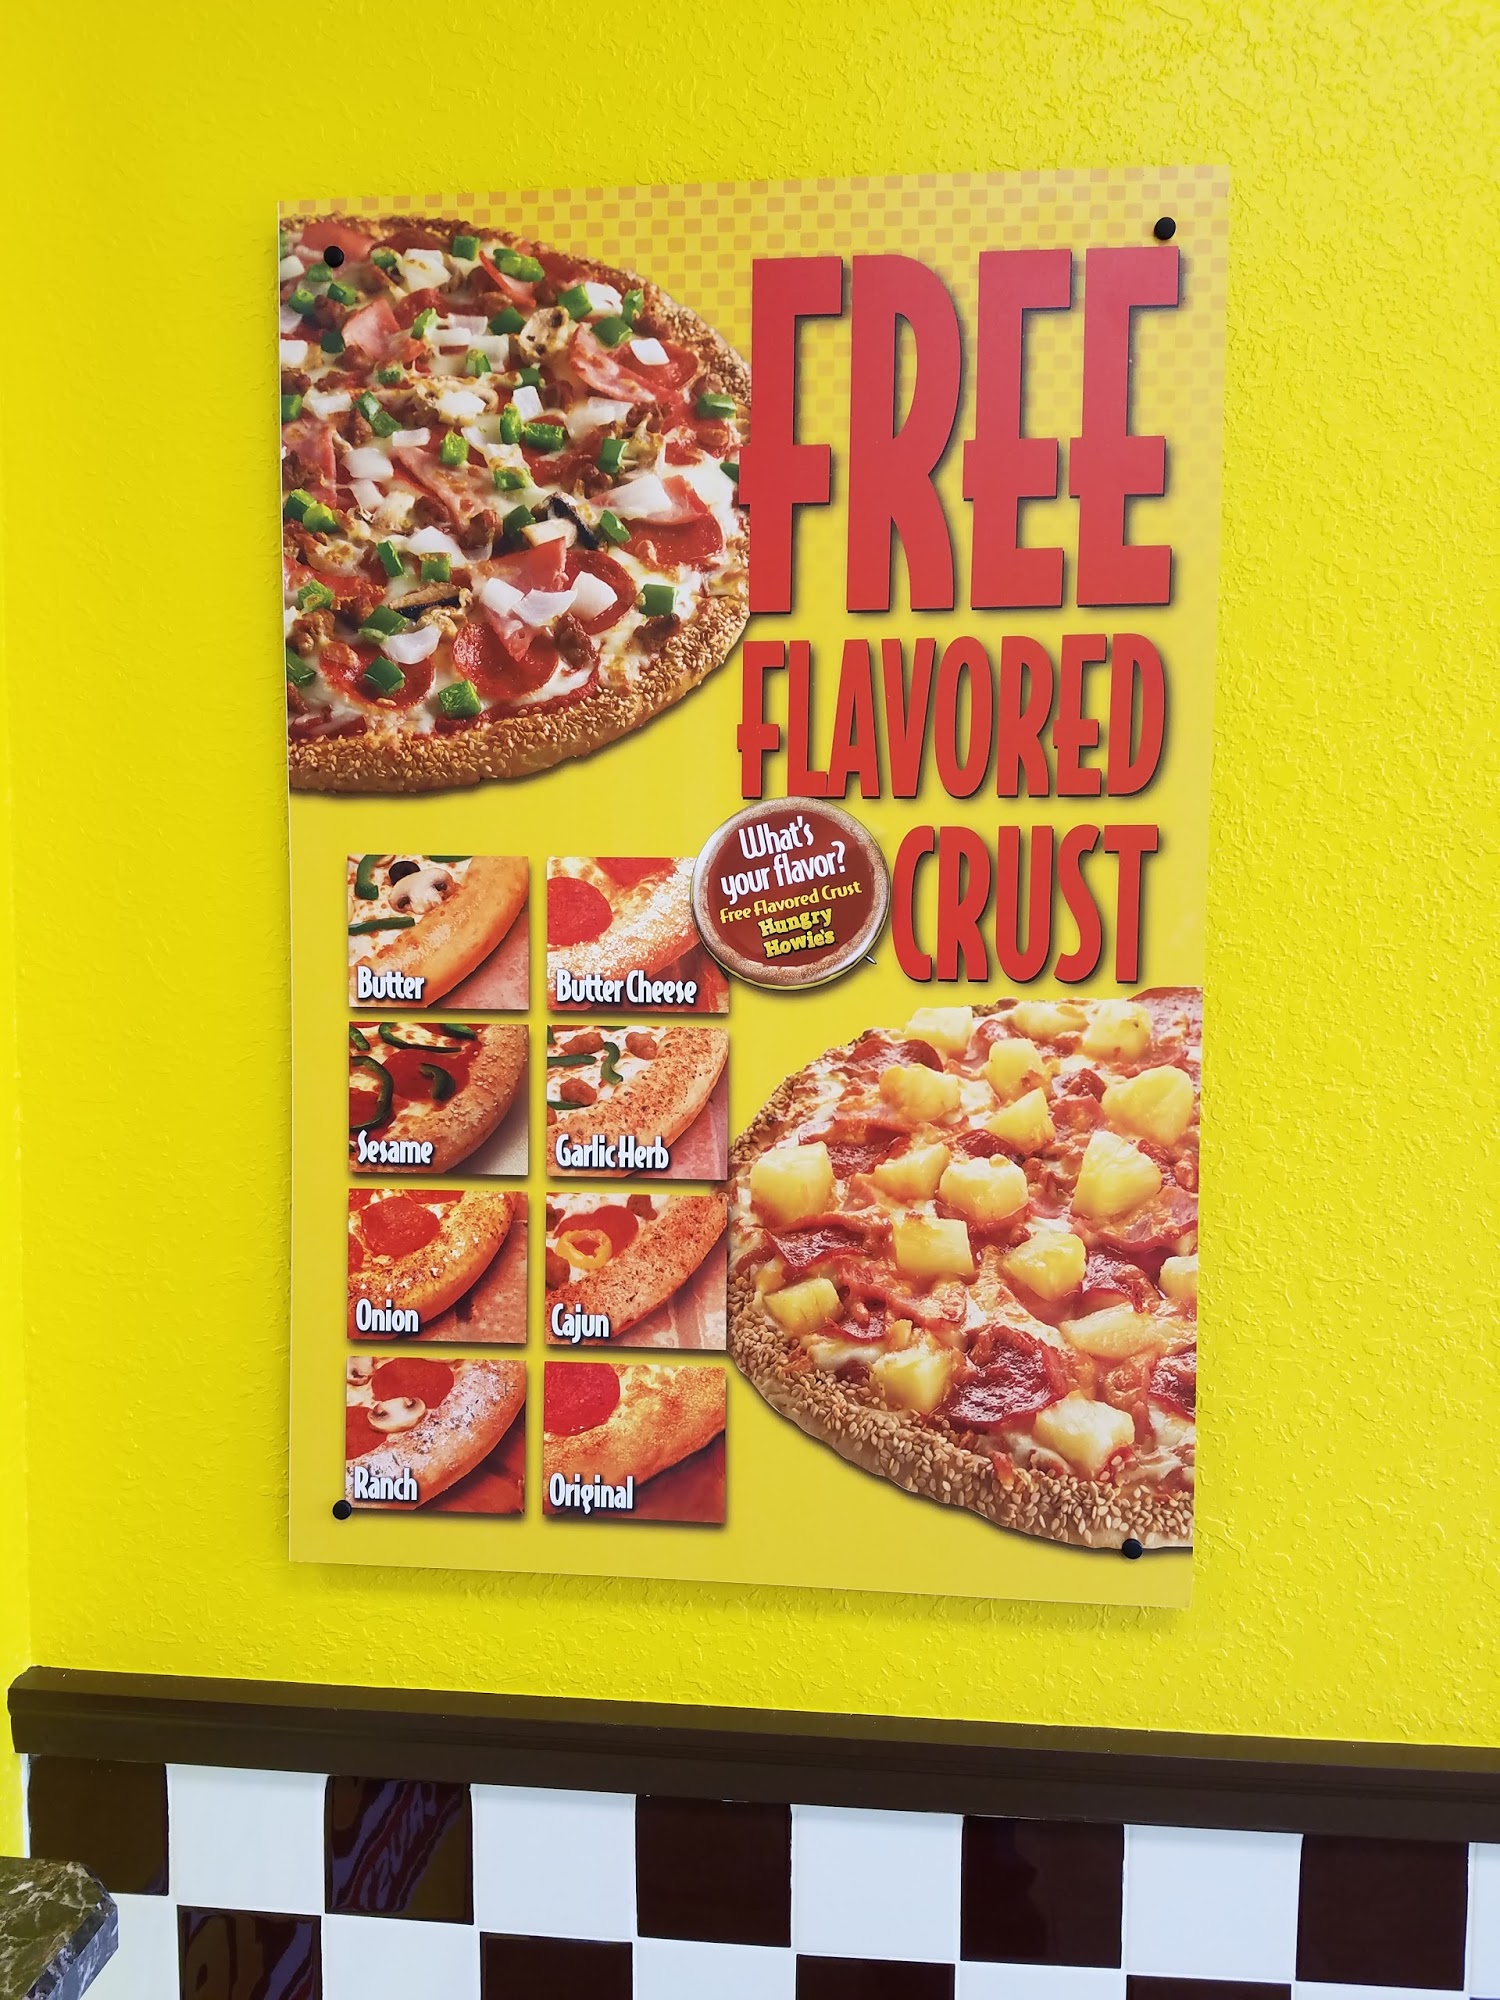 FREE
FLAVORED
CRUST
What's
your flavor?
Free Flavored Crust
Hungry
Howie's
Butter
Butter Cheese
Sesame
Garlic Herb
Onion
Cajun
Ranch
Original